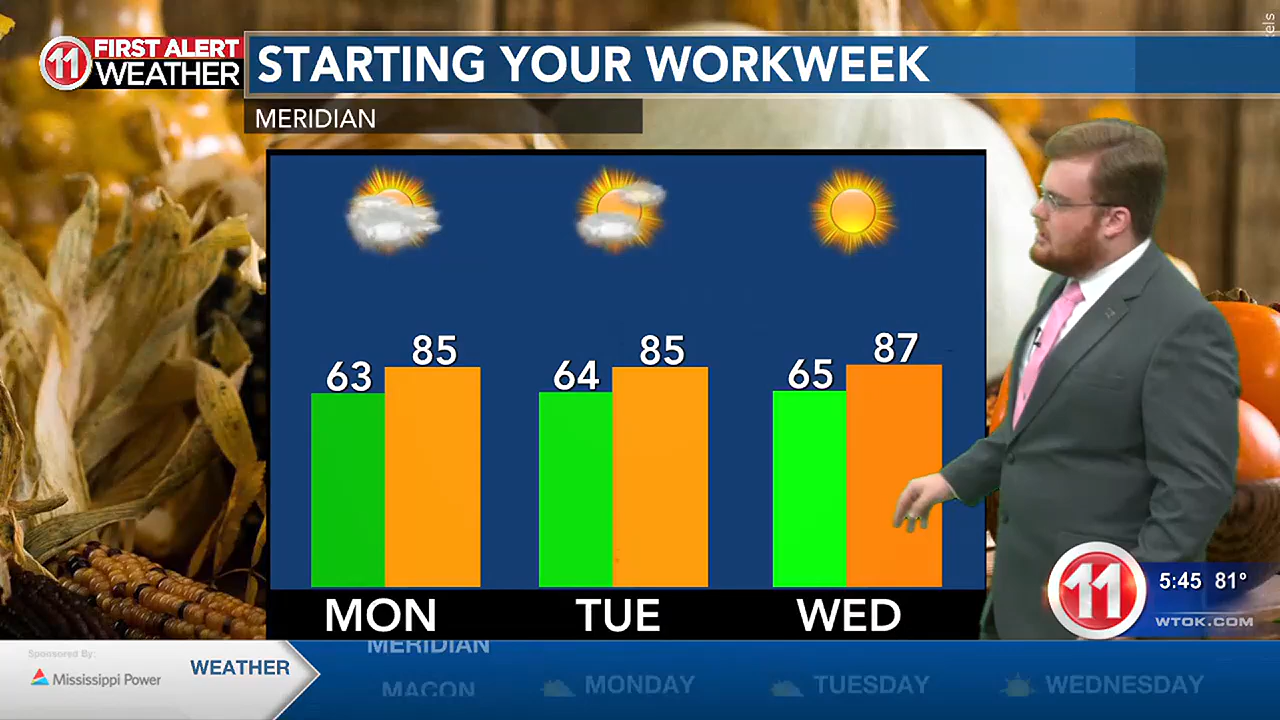 11 FIRST ALERT
WEATHER
STARTING YOUR WORKWEEK
MERIDIAN
63 85 64 85 65 87
MON TUE WED
11 5:45 81°
WTOK.COM
Sponsored By:
Mississippi Power
WEATHER
MERIDIAN
MACON MONDAY TUESDAY WEDNESDAY